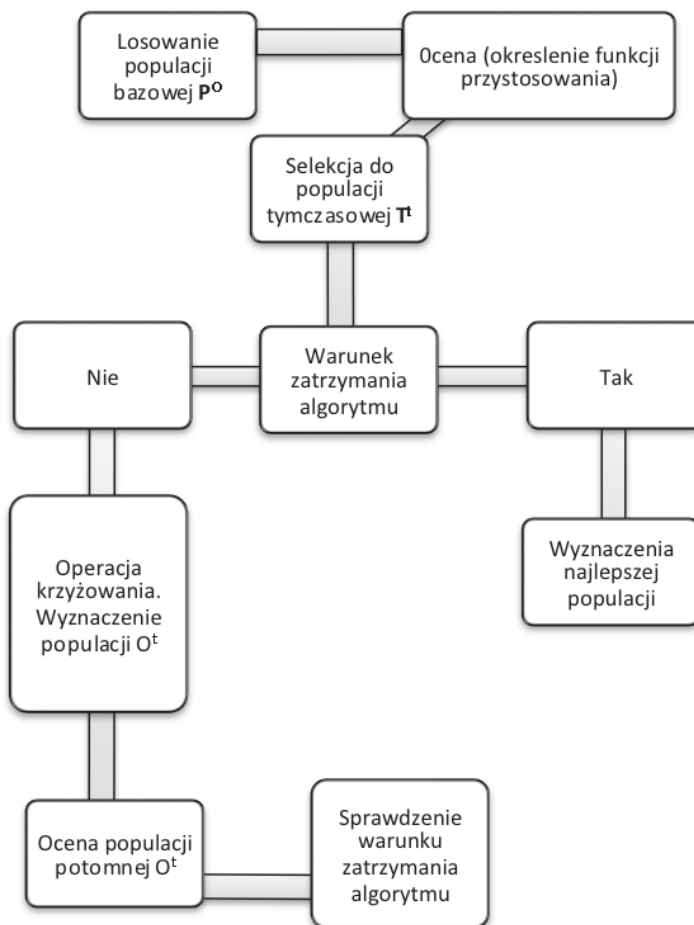 Losowanie
populacji
bazowej P⁰
0cena (okreslenie funkcji
przystosowania)
Selekcja do
populacji
tymczasowej Tᵗ
Nie
Warunek
zatrzymania
algorytmu
Tak
Operacja
krzyżowania.
Wyznaczenie
populacji Oᵗ
Wyznaczenia
najlepszej
populacji
Ocena populacji
potomnej Oᵗ
Sprawdzenie
warunku
zatrzymania
algorytmu